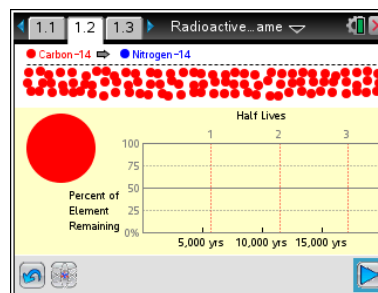 1.1 1.2 1.3 Radioactive...ame
Carbon-14 Nitrogen-14
Half Lives
1 2 3
100
75
50
Percent of
Element
Remaining
25
0%
5,000 yrs 10,000 yrs 15,000 yrs